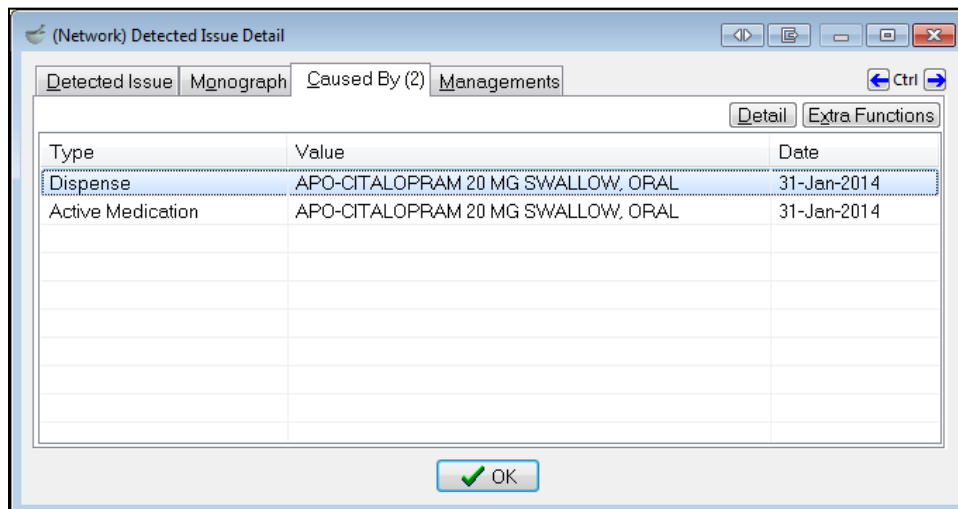 (Network) Detected Issue Detail
Detected Issue Monograph Caused By (2) Managements Ctrl
Detail Extra Functions
Type Value Date
Dispense APO-CITALOPRAM 20 MG SWALLOW, ORAL 31-Jan-2014
Active Medication APO-CITALOPRAM 20 MG SWALLOW, ORAL 31-Jan-2014
OK